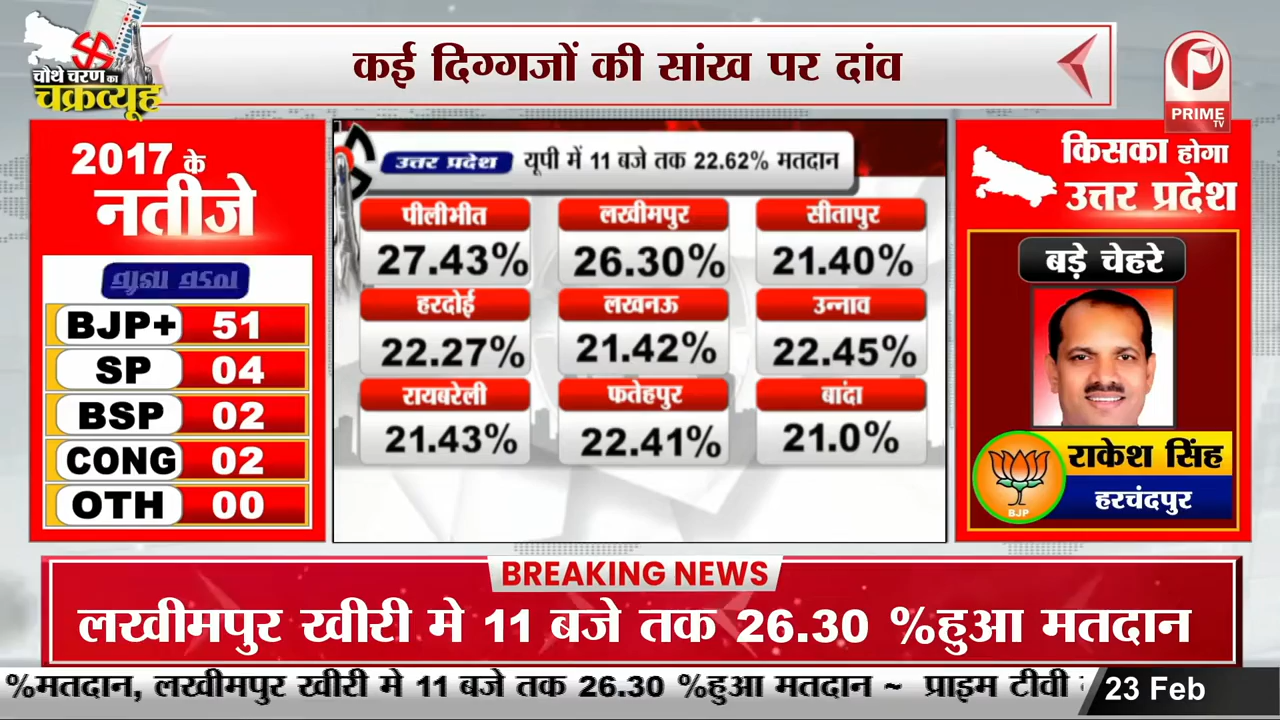 चौथे चरण का
चक्रव्यूह
कई दिग्गजों की सांख पर दांव
PRIME
TV
2017 के
नतीजे
BJP+ 51
SP 04
BSP 02
CONG 02
OTH 00
उत्तर प्रदेश यूपी में 11 बजे तक 22.62% मतदान
पीलीभीत लखीमपुर सीतापुर
27.43% 26.30% 21.40%
हरदोई लखनऊ उन्नाव
22.27% 21.42% 22.45%
रायबरेली फतेहपुर बांदा
21.43% 22.41% 21.0%
किसका होगा
उत्तर प्रदेश
बड़े चेहरे
BJP
राकेश सिंह
हरचंदपुर
BREAKING NEWS
लखीमपुर खीरी मे 11 बजे तक 26.30 %हुआ मतदान
%मतदान, लखीमपुर खीरी मे 11 बजे तक 26.30 %हुआ मतदान ~ प्राइम टीवी
23 Feb